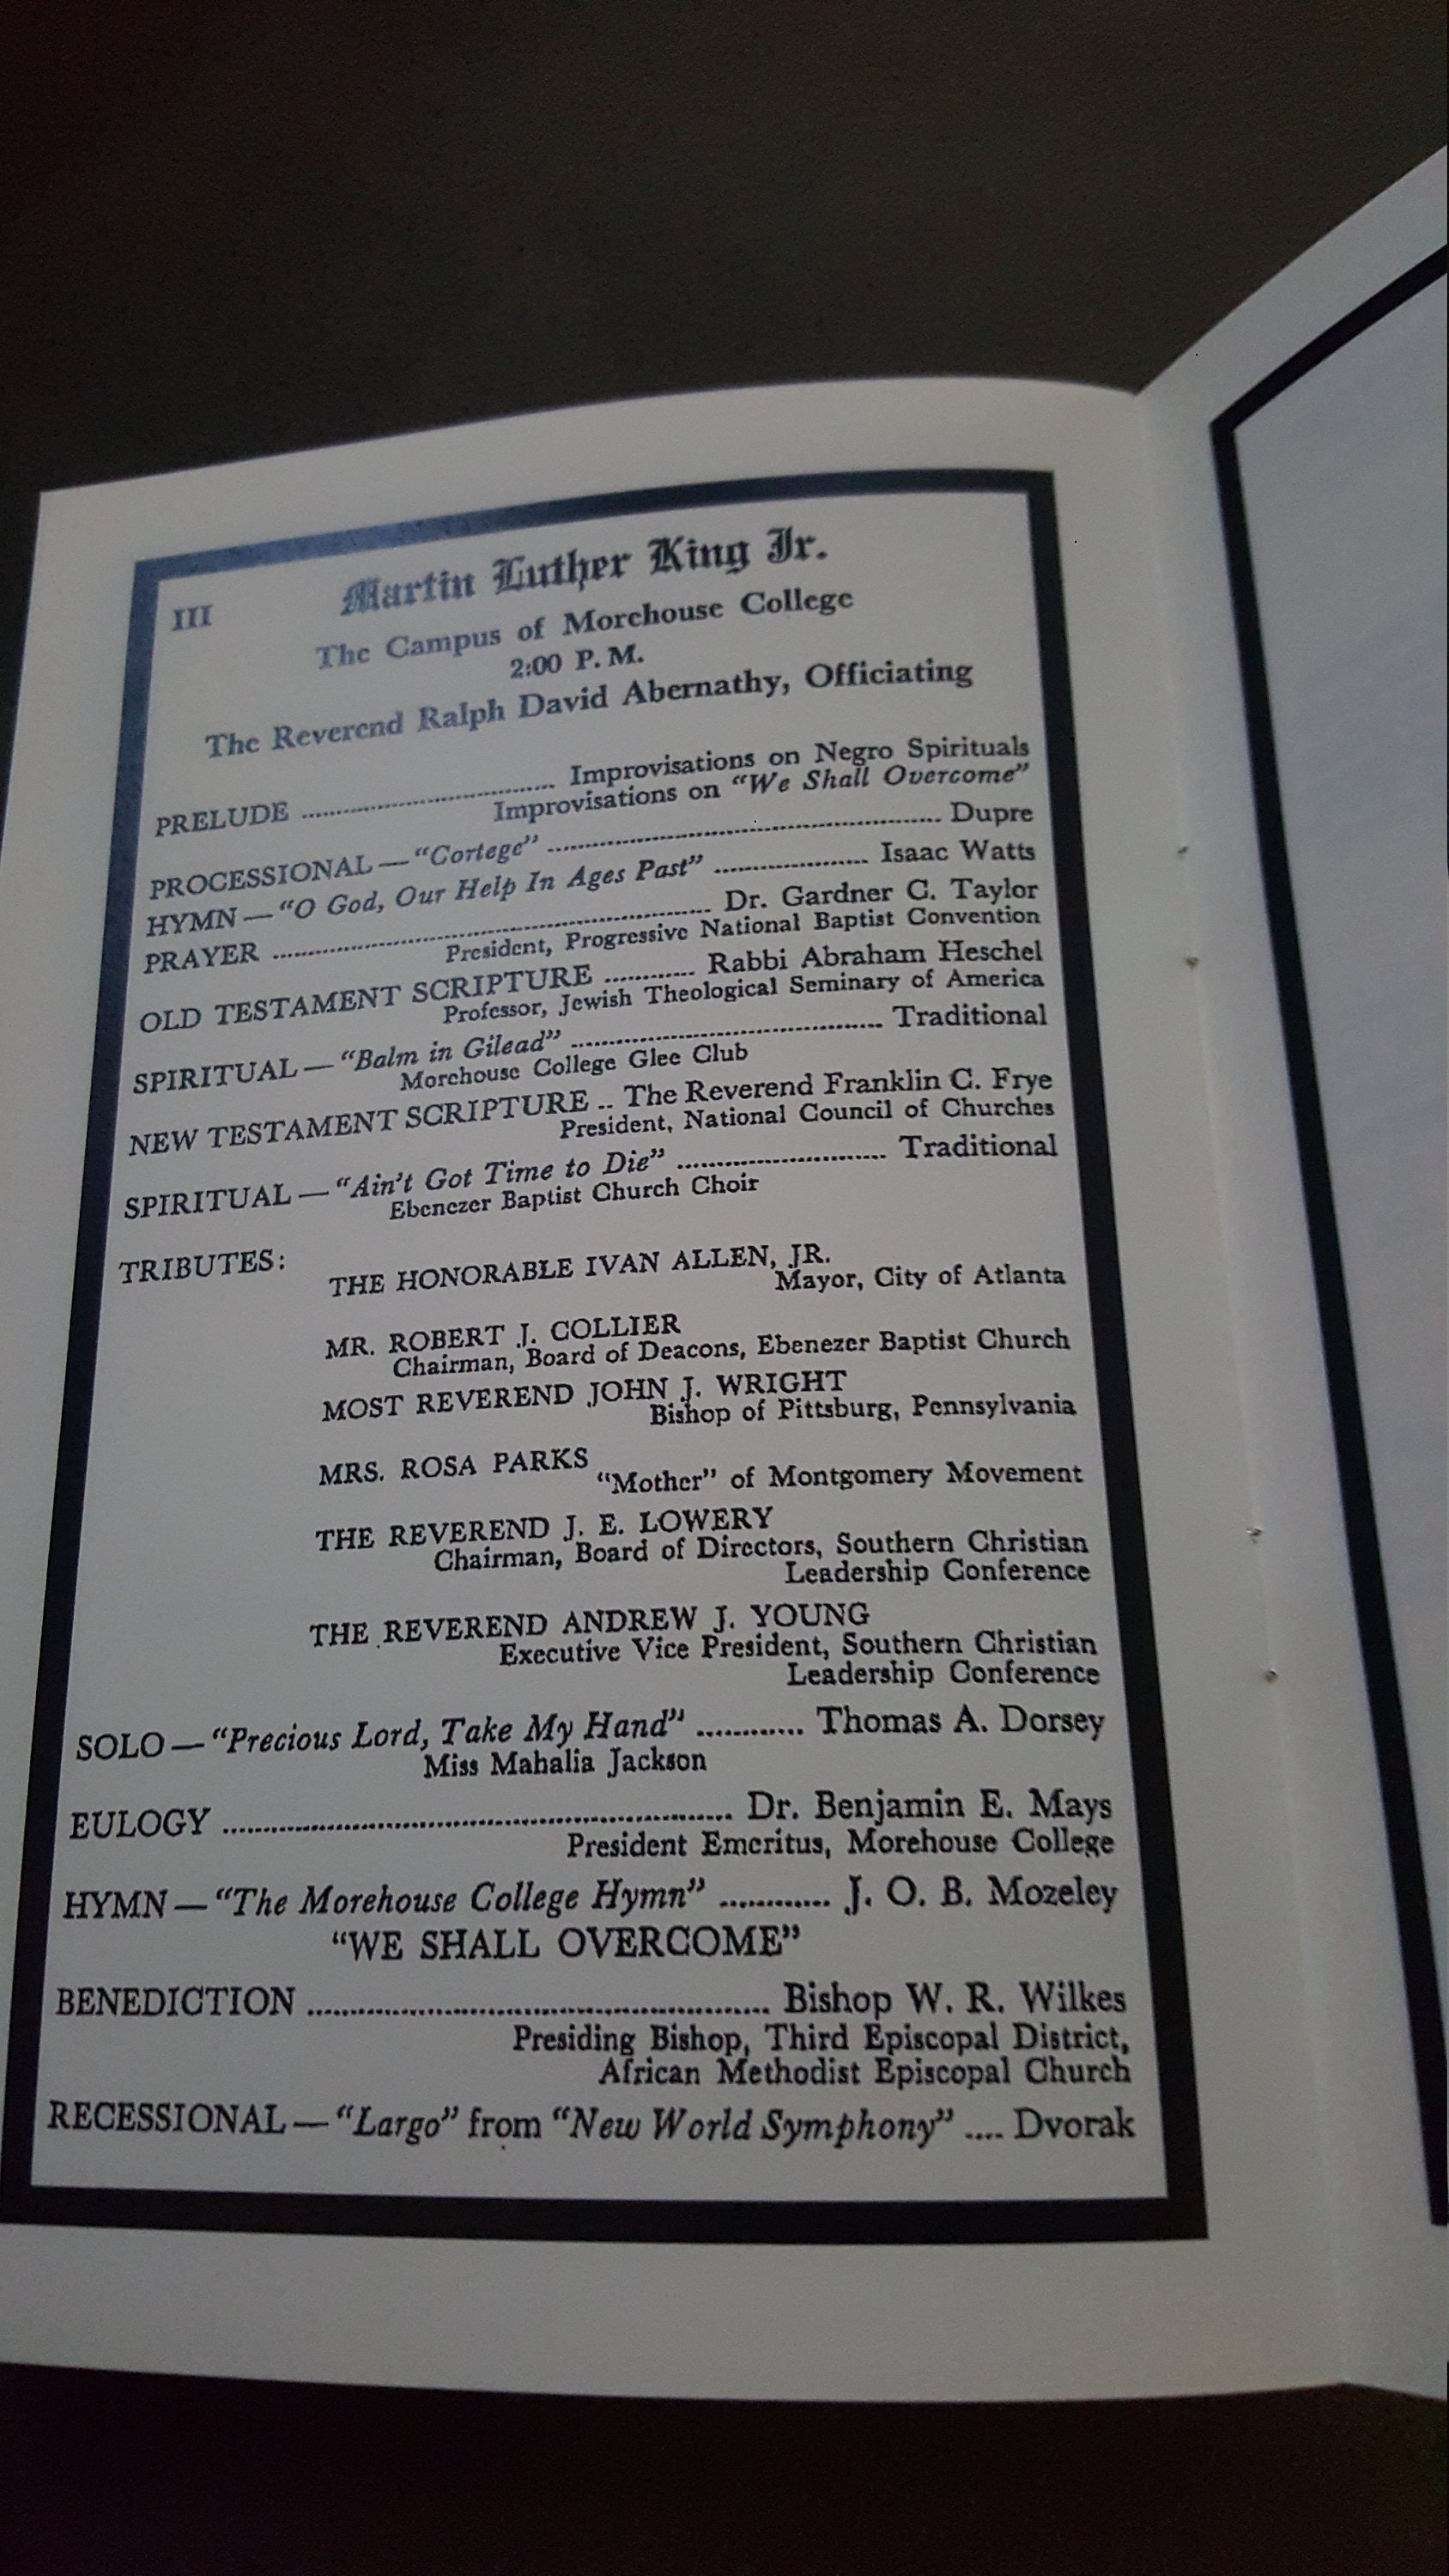 III
Martin Luther King Jr.
The Campus of Morehouse College
2:00 P. M.
The Reverend Ralph David Abernathy, Officiating
PRELUDE .......... Improvisations on Negro Spirituals
Improvisations on “We Shall Overcome”
PROCESSIONAL — “Cortege” .......... Dupre
HYMN — “O God, Our Help In Ages Past” .......... Isaac Watts
PRAYER .......... Dr. Gardner C. Taylor
President, Progressive National Baptist Convention
OLD TESTAMENT SCRIPTURE .......... Rabbi Abraham Heschel
Professor, Jewish Theological Seminary of America
SPIRITUAL — “Balm in Gilead” .......... Traditional
Morehouse College Glee Club
NEW TESTAMENT SCRIPTURE .. The Reverend Franklin C. Frye
President, National Council of Churches
SPIRITUAL — “Ain't Got Time to Die” .......... Traditional
Ebenezer Baptist Church Choir
TRIBUTES:
THE HONORABLE IVAN ALLEN, JR.
Mayor, City of Atlanta
MR. ROBERT J. COLLIER
Chairman, Board of Deacons, Ebenezer Baptist Church
MOST REVEREND JOHN J. WRIGHT
Bishop of Pittsburg, Pennsylvania
MRS. ROSA PARKS
“Mother” of Montgomery Movement
THE REVEREND J. E. LOWERY
Chairman, Board of Directors, Southern Christian
Leadership Conference
THE REVEREND ANDREW J. YOUNG
Executive Vice President, Southern Christian
Leadership Conference
SOLO — “Precious Lord, Take My Hand” .......... Thomas A. Dorsey
Miss Mahalia Jackson
EULOGY .......... Dr. Benjamin E. Mays
President Emeritus, Morehouse College
HYMN — “The Morehouse College Hymn” .......... J. O. B. Mozeley
“WE SHALL OVERCOME”
BENEDICTION .......... Bishop W. R. Wilkes
Presiding Bishop, Third Episcopal District,
African Methodist Episcopal Church
RECESSIONAL — “Largo” from “New World Symphony” .... Dvorak